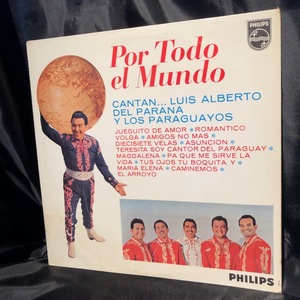 PHILIPS
Por Todo
el Mundo
CANTAN... LUIS ALBERTO
DEL PARANA
Y LOS PARAGUAYOS
JUEGUITO DE AMOR * ROMANTICO
VOLGA * AMIGOS NO MAS *
DIECISIETE VELAS * ASUNCION *
TERESITA SOY CANTOR DEL PARAGUAY *
MAGDALENA * PA QUE ME SIRVE LA
VIDA * TUS OJOS TU BOQUITA Y *
MARIA ELENA * CAMINEMOS *
EL ARROYO
PHILIPS